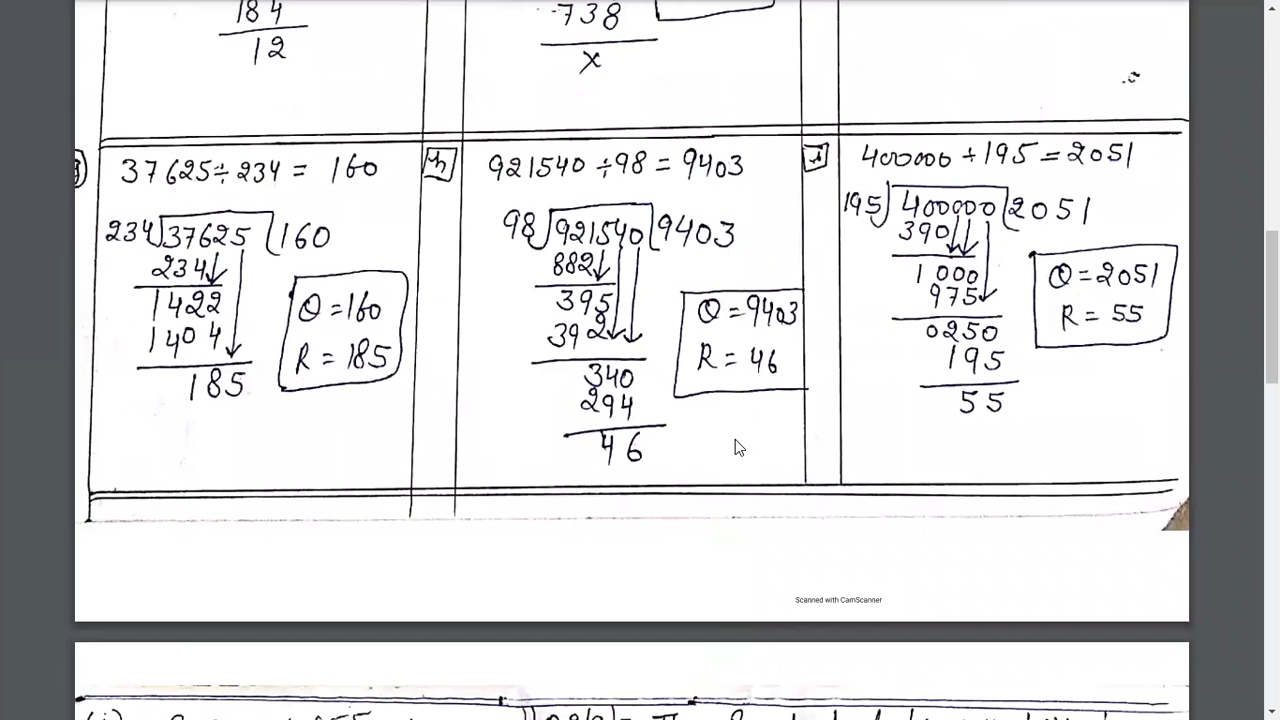 184
12
738
x
37625÷234 = 160
234 37625 160
234
1422
1404
185
Q = 160
R = 185
h
921540 ÷98 = 9403
98 921540 9403
882
395
392
340
294
46
Q = 9403
R = 46
400000 ÷195 = 2051
195 400000 2051
390
1000
975
0250
195
55
Q = 2051
R = 55
Scanned with CamScanner